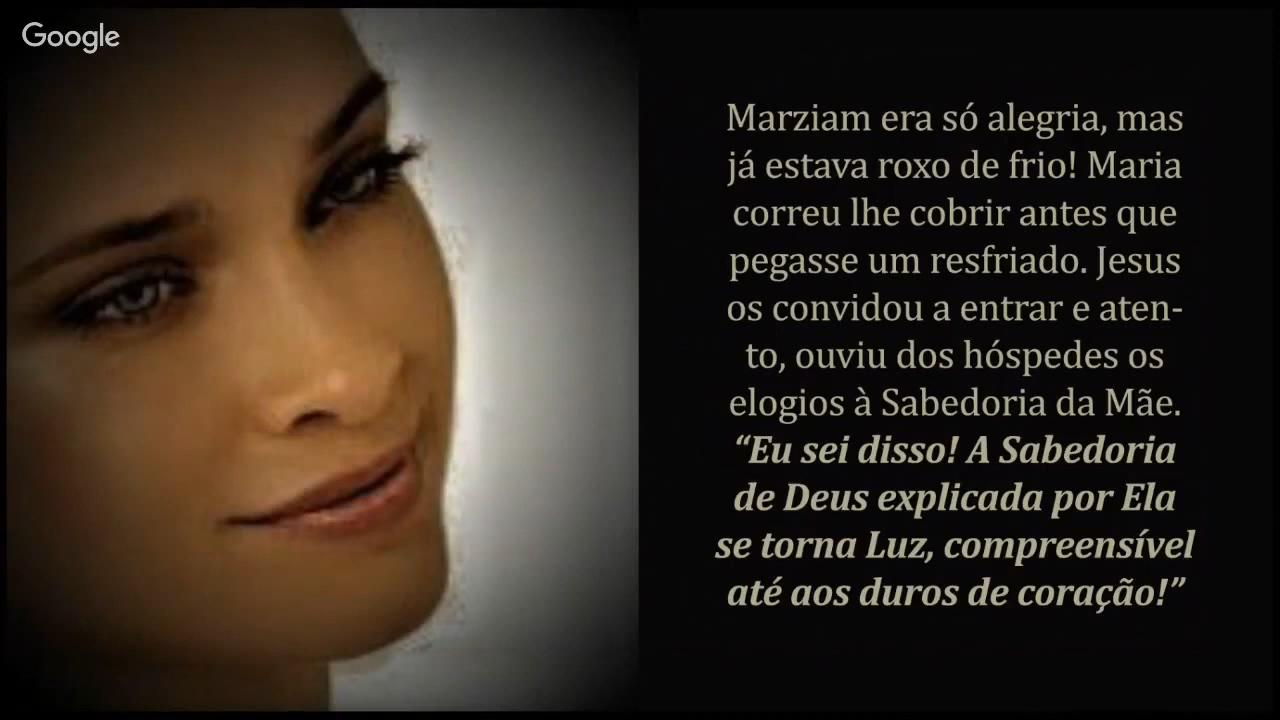 Google
Marziam era só alegria, mas
já estava roxo de frio! Maria
correu lhe cobrir antes que
pegasse um resfriado. Jesus
os convidou a entrar e aten-
to, ouviu dos hóspedes os
elogios à Sabedoria da Mãe.
“Eu sei disso! A Sabedoria
de Deus explicada por Ela
se torna Luz, compreensível
até aos duros de coração!”